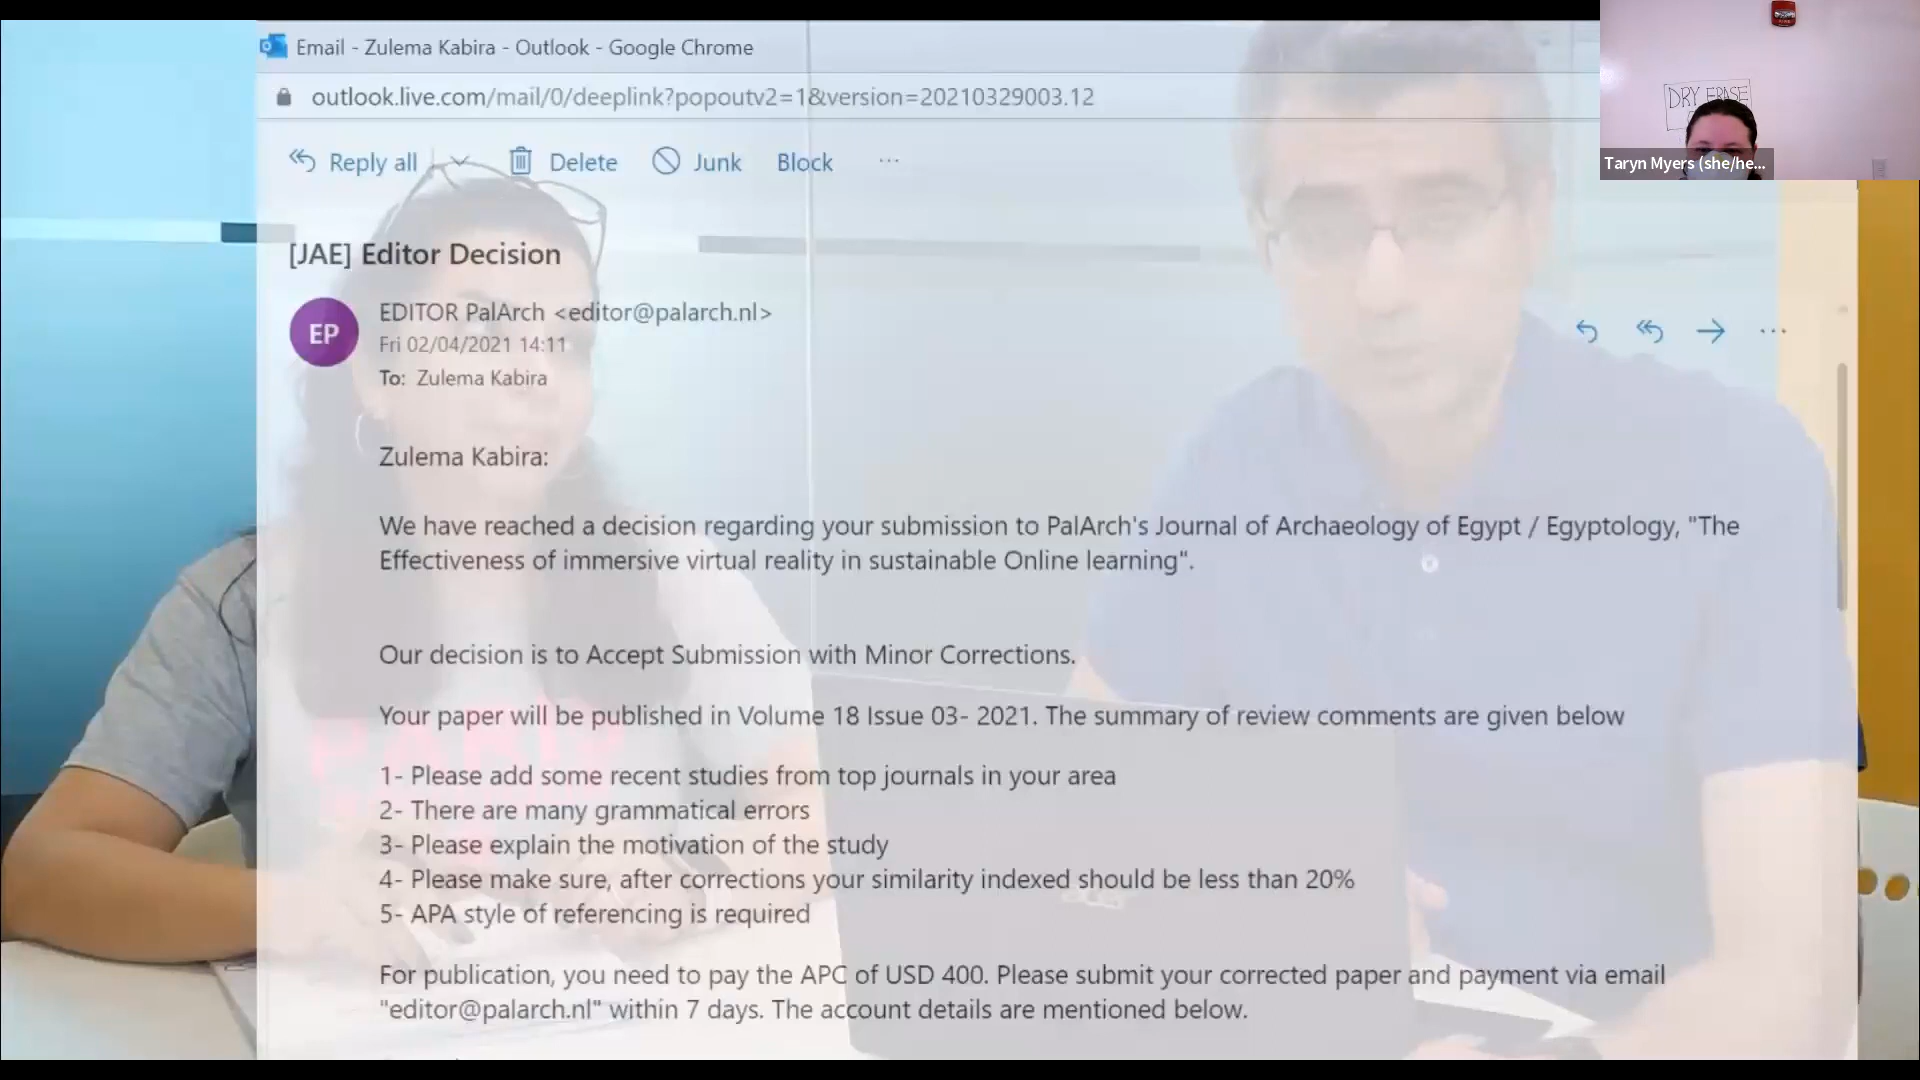 Email - Zulema Kabira - Outlook - Google Chrome
outlook.live.com/mail/0/deeplink?popoutv2=1&version=20210329003.12
DRY ERASE
Taryn Myers (she/he...
Reply all Delete Junk Block ...
[JAE] Editor Decision
EP
EDITOR PalArch <editor@palarch.nl>
Fri 02/04/2021 14:11
To: Zulema Kabira
Zulema Kabira:
We have reached a decision regarding your submission to PalArch's Journal of Archaeology of Egypt / Egyptology, "The
Effectiveness of immersive virtual reality in sustainable Online learning".
Our decision is to Accept Submission with Minor Corrections.
Your paper will be published in Volume 18 Issue 03- 2021. The summary of review comments are given below
1- Please add some recent studies from top journals in your area
2- There are many grammatical errors
3- Please explain the motivation of the study
4- Please make sure, after corrections your similarity indexed should be less than 20%
5- APA style of referencing is required
For publication, you need to pay the APC of USD 400. Please submit your corrected paper and payment via email
"editor@palarch.nl" within 7 days. The account details are mentioned below.